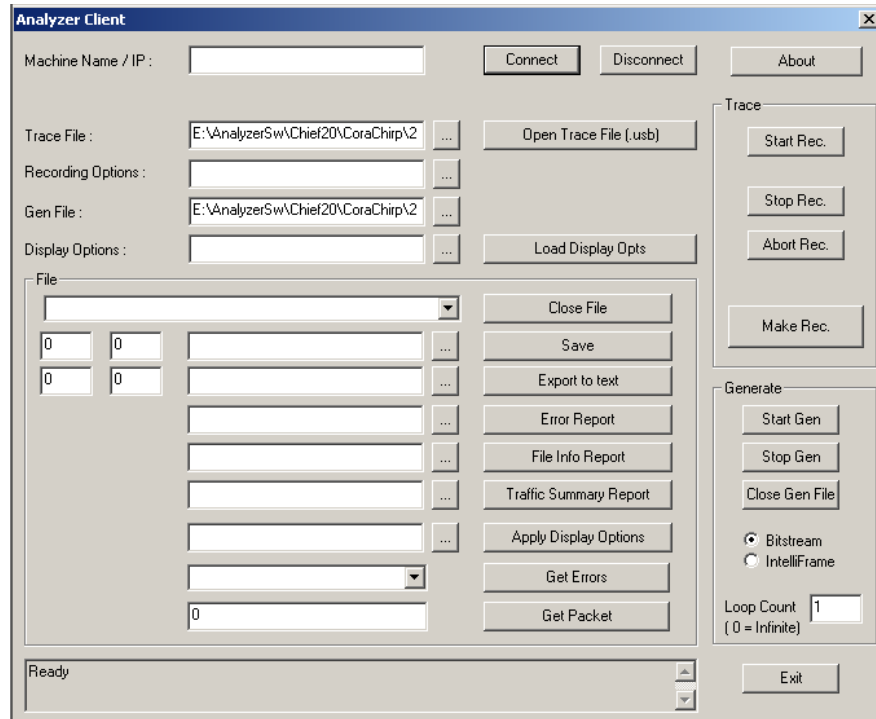 Analyzer Client
Machine Name / IP :
Connect
Disconnect
About
Trace File :
E:\AnalyzerSw\Chief20\CoraChirp\2
...
Open Trace File (.usb)
Recording Options :
...
Gen File :
E:\AnalyzerSw\Chief20\CoraChirp\2
...
Display Options :
...
Load Display Opts
File
Close File
0
0
...
Save
0
0
...
Export to text
...
Error Report
...
File Info Report
...
Traffic Summary Report
...
Apply Display Options
Get Errors
0
Get Packet
Trace
Start Rec.
Stop Rec.
Abort Rec.
Make Rec.
Generate
Start Gen
Stop Gen
Close Gen File
Bitstream
IntelliFrame
Loop Count
1
( 0 = Infinite)
Ready
Exit